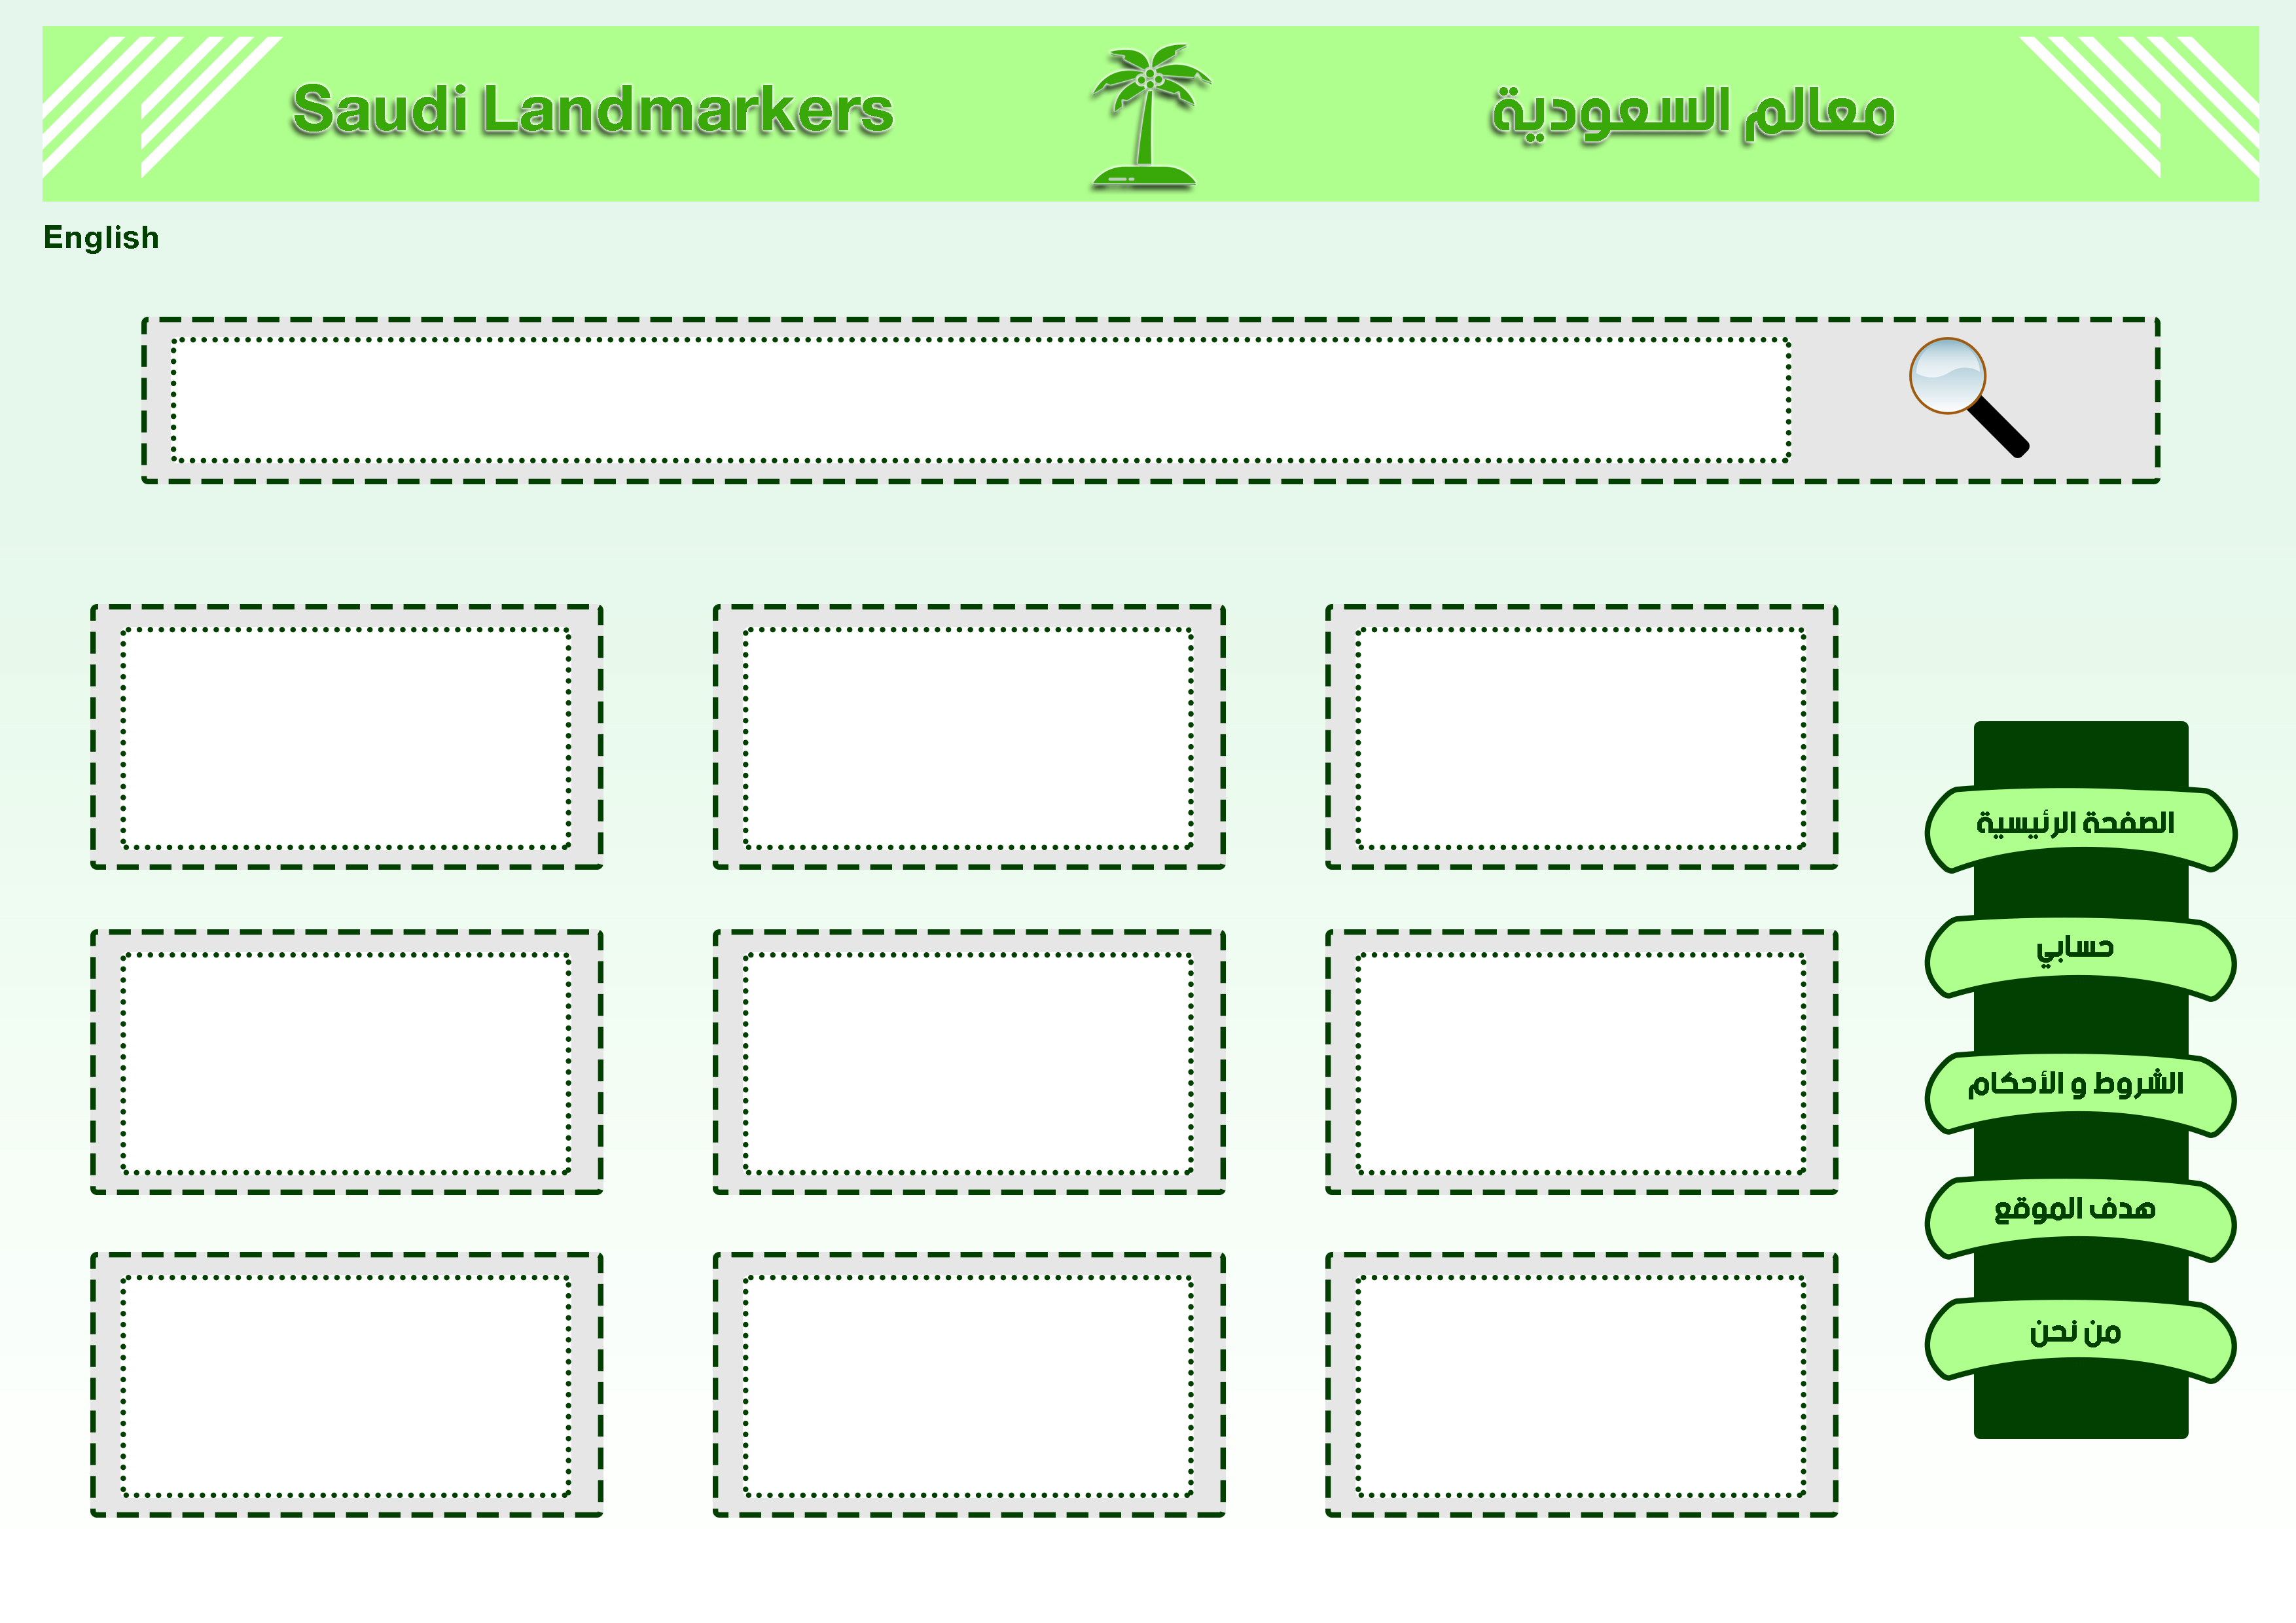 Saudi Landmarkers
معالم السعودية
English
الصفحة الرئيسية
حسابي
الشروط و الأحكام
هدف الموقع
من نحن